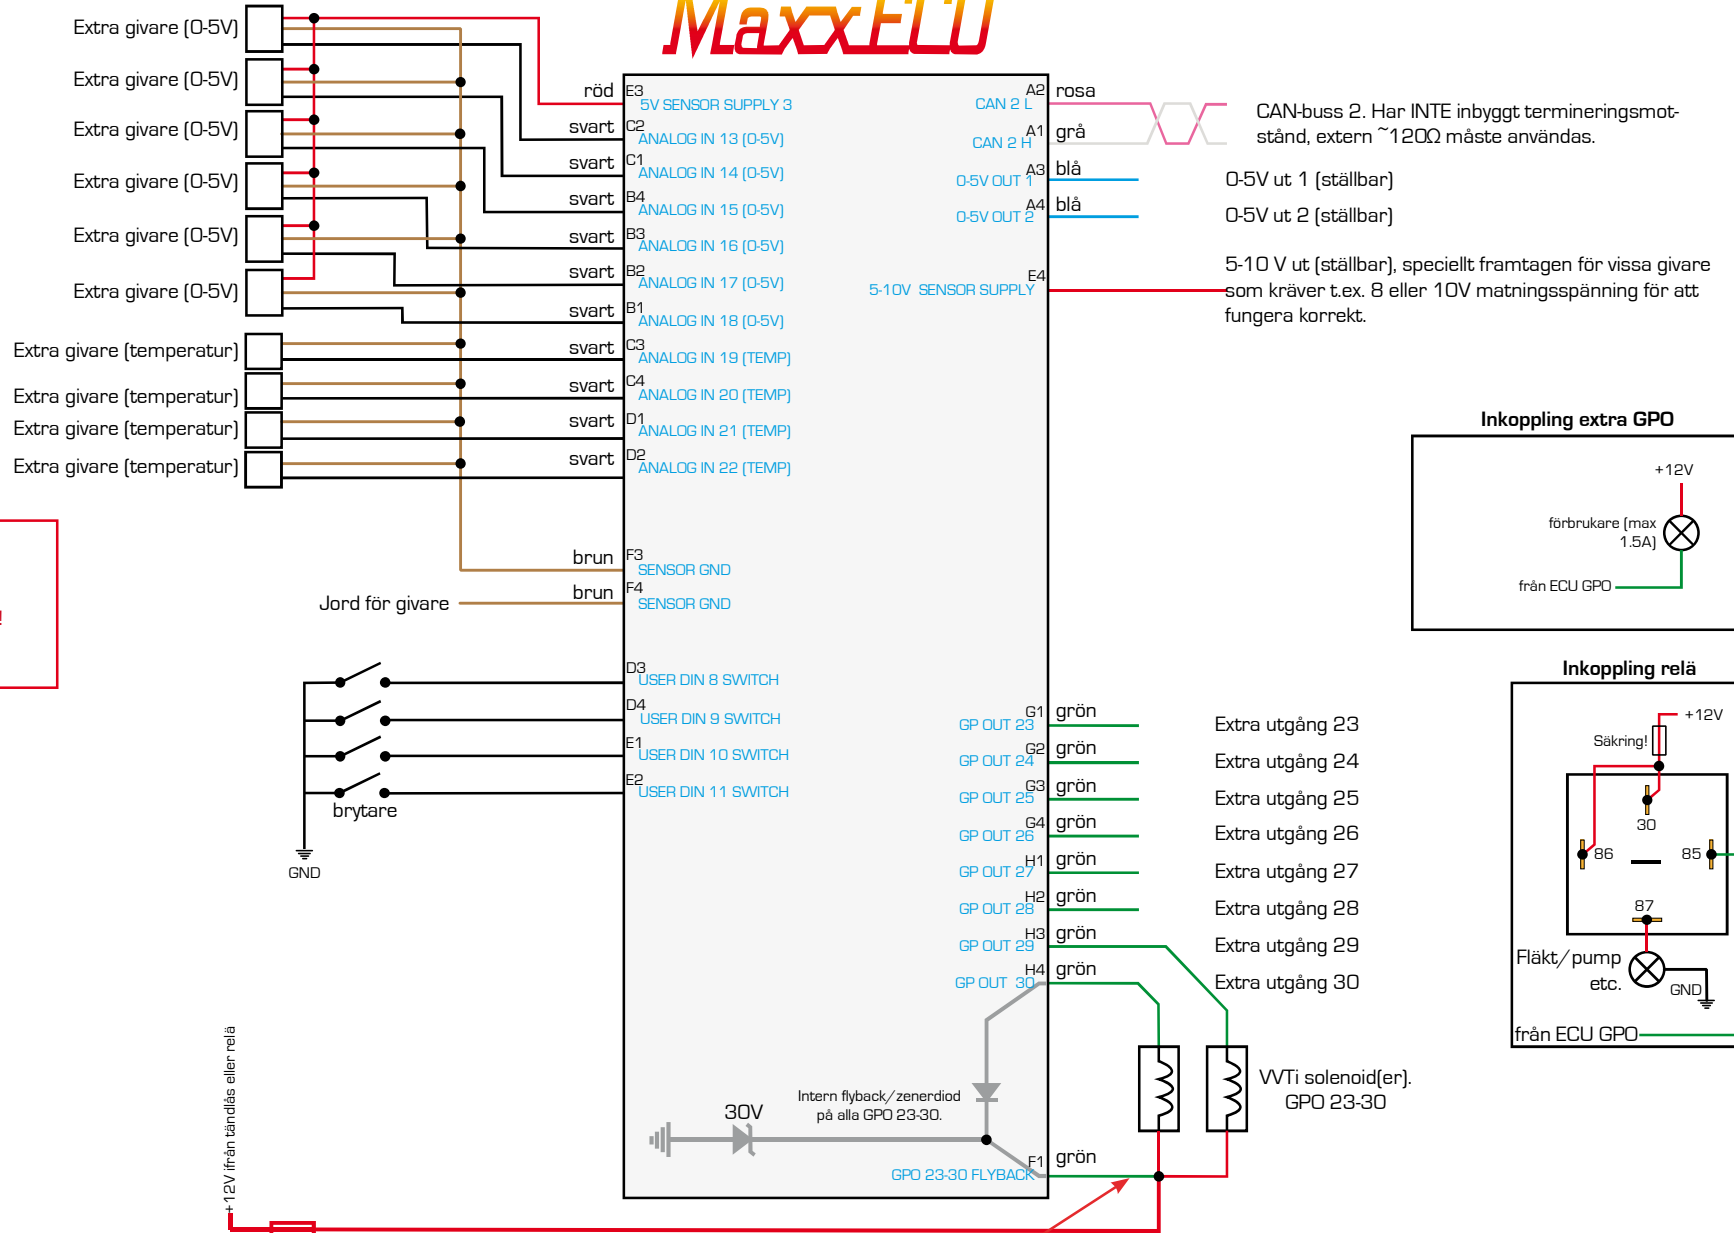 MaxxECU
Extra givare (0-5V)
Extra givare (0-5V)
Extra givare (0-5V)
Extra givare (0-5V)
Extra givare (0-5V)
Extra givare (0-5V)
Extra givare (temperatur)
Extra givare (temperatur)
Extra givare (temperatur)
Extra givare (temperatur)
röd E3
5V SENSOR SUPPLY 3
svart C2
ANALOG IN 13 (0-5V)
svart C1
ANALOG IN 14 (0-5V)
svart B4
ANALOG IN 15 (0-5V)
svart B3
ANALOG IN 16 (0-5V)
svart B2
ANALOG IN 17 (0-5V)
svart B1
ANALOG IN 18 (0-5V)
svart C3
ANALOG IN 19 (TEMP)
svart C4
ANALOG IN 20 (TEMP)
svart D1
ANALOG IN 21 (TEMP)
svart D2
ANALOG IN 22 (TEMP)
brun F3
SENSOR GND
Jord för givare
brun F4
SENSOR GND
!
D3
USER DIN 8 SWITCH
D4
USER DIN 9 SWITCH
E1
USER DIN 10 SWITCH
E2
USER DIN 11 SWITCH
brytare
GND
A2 rosa
CAN 2 L
A1 grå
CAN 2 H
CAN-buss 2. Har INTE inbyggt termineringsmot-
stånd, extern ~120Ω måste användas.
A3 blå
0-5V OUT 1
0-5V ut 1 (ställbar)
A4 blå
0-5V OUT 2
0-5V ut 2 (ställbar)
E4
5-10V SENSOR SUPPLY
5-10 V ut (ställbar), speciellt framtagen för vissa givare
som kräver t.ex. 8 eller 10V matningsspänning för att
fungera korrekt.
Inkoppling extra GPO
+12V
förbrukare (max
1.5A)
från ECU GPO
Inkoppling relä
+12V
Säkring!
30
86
85
87
Fläkt/pump
etc.
GND
från ECU GPO
G1 grön
GP OUT 23
Extra utgång 23
G2 grön
GP OUT 24
Extra utgång 24
G3 grön
GP OUT 25
Extra utgång 25
G4 grön
GP OUT 26
Extra utgång 26
H1 grön
GP OUT 27
Extra utgång 27
H2 grön
GP OUT 28
Extra utgång 28
H3 grön
GP OUT 29
Extra utgång 29
H4 grön
GP OUT 30
Extra utgång 30
VVTi solenoid(er).
GPO 23-30
Intern flyback/zenerdiod
på alla GPO 23-30.
30V
F1 grön
GPO 23-30 FLYBACK
+12V ifrån tändlås eller relä